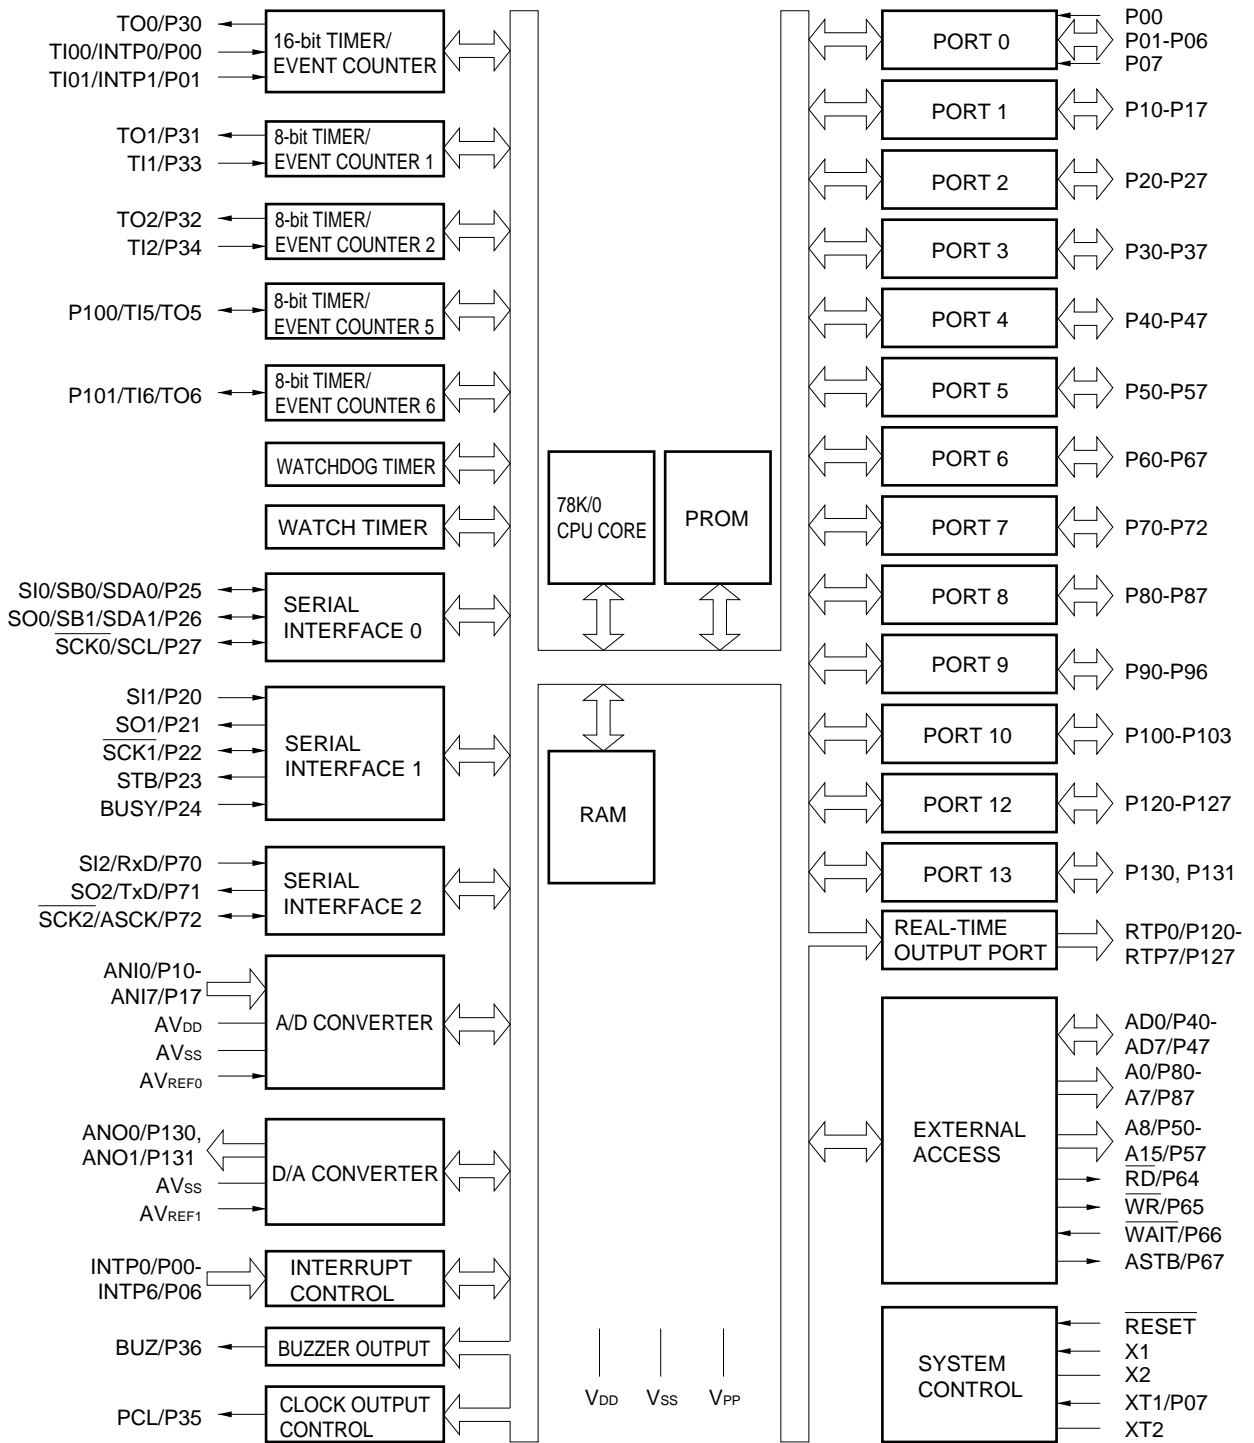 TO0/P30
TI00/INTP0/P00
TI01/INTP1/P01
16-bit TIMER/
EVENT COUNTER
TO1/P31
TI1/P33
8-bit TIMER/
EVENT COUNTER 1
TO2/P32
TI2/P34
8-bit TIMER/
EVENT COUNTER 2
P100/TI5/TO5
8-bit TIMER/
EVENT COUNTER 5
P101/TI6/TO6
8-bit TIMER/
EVENT COUNTER 6
WATCHDOG TIMER
WATCH TIMER
SI0/SB0/SDA0/P25
SO0/SB1/SDA1/P26
S̅C̅K̅0̅/SCL/P27
SERIAL
INTERFACE 0
SI1/P20
SO1/P21
S̅C̅K̅1̅/P22
STB/P23
BUSY/P24
SERIAL
INTERFACE 1
SI2/RxD/P70
SO2/TxD/P71
S̅C̅K̅2̅/ASCK/P72
SERIAL
INTERFACE 2
ANI0/P10-
ANI7/P17
AVDD
AVSS
AVREF0
A/D CONVERTER
ANO0/P130,
ANO1/P131
AVSS
AVREF1
D/A CONVERTER
INTP0/P00-
INTP6/P06
INTERRUPT
CONTROL
BUZ/P36
BUZZER OUTPUT
PCL/P35
CLOCK OUTPUT
CONTROL
78K/0
CPU CORE
PROM
RAM
VDD
VSS
VPP
PORT 0
P00
P01-P06
P07
PORT 1
P10-P17
PORT 2
P20-P27
PORT 3
P30-P37
PORT 4
P40-P47
PORT 5
P50-P57
PORT 6
P60-P67
PORT 7
P70-P72
PORT 8
P80-P87
PORT 9
P90-P96
PORT 10
P100-P103
PORT 12
P120-P127
PORT 13
P130, P131
REAL-TIME
OUTPUT PORT
RTP0/P120-
RTP7/P127
EXTERNAL
ACCESS
AD0/P40-
AD7/P47
A0/P80-
A7/P87
A8/P50-
A15/P57
R̅D̅/P64
W̅R̅/P65
W̅A̅I̅T̅/P66
ASTB/P67
SYSTEM
CONTROL
R̅E̅S̅E̅T̅
X1
X2
XT1/P07
XT2